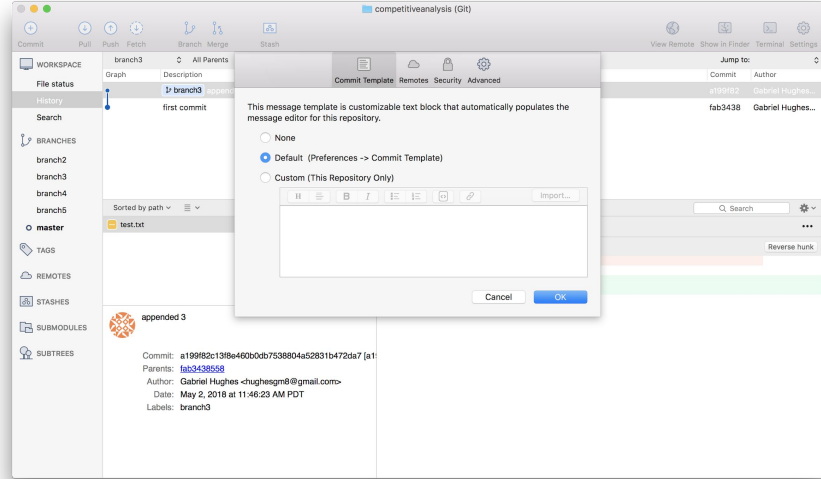 competitiveanalysis (Git)
Commit Pull Push Fetch Branch Merge Stash View Remote Show in Finder Terminal Settings
WORKSPACE
File status
History
Search
BRANCHES
branch2
branch3
branch4
branch5
master
TAGS
REMOTES
STASHES
SUBMODULES
SUBTREES
branch3 All Parents Jump to:
Graph Description Commit Author
branch3 a199f82 Gabriel Hughes...
first commit fab3438 Gabriel Hughes...
Commit Template Remotes Security Advanced
This message template is customizable text block that automatically populates the
message editor for this repository.
None
Default (Preferences -> Commit Template)
Custom (This Repository Only)
H B I Import...
Cancel OK
Sorted by path Search
test.txt
Reverse hunk
appended 3
Commit: a199f82c13f8e460b0db7538804a52831b472da7 [a1
Parents: fab3438558
Author: Gabriel Hughes <hughesgm8@gmail.com>
Date: May 2, 2018 at 11:46:23 AM PDT
Labels: branch3